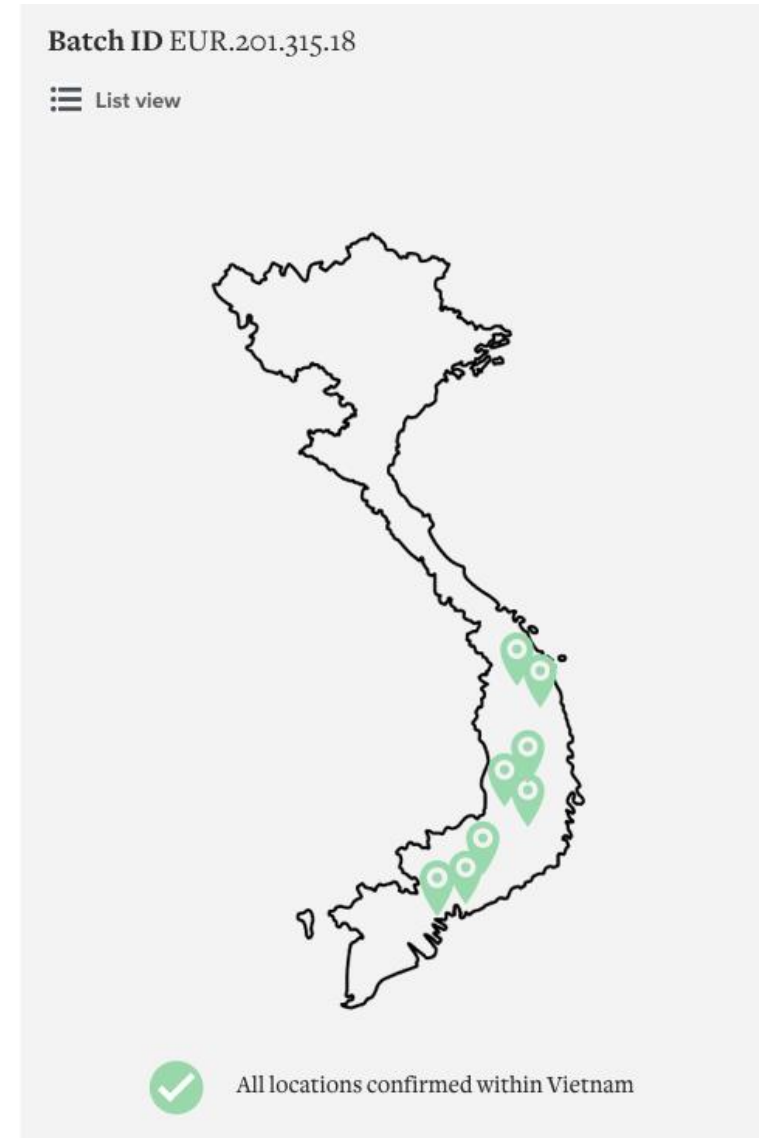 Batch ID EUR.201.315.18
List view
All locations confirmed within Vietnam